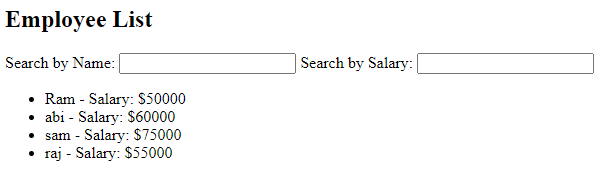 Employee List
Search by Name: Search by Salary:
Ram - Salary: $50000
abi - Salary: $60000
sam - Salary: $75000
raj - Salary: $55000